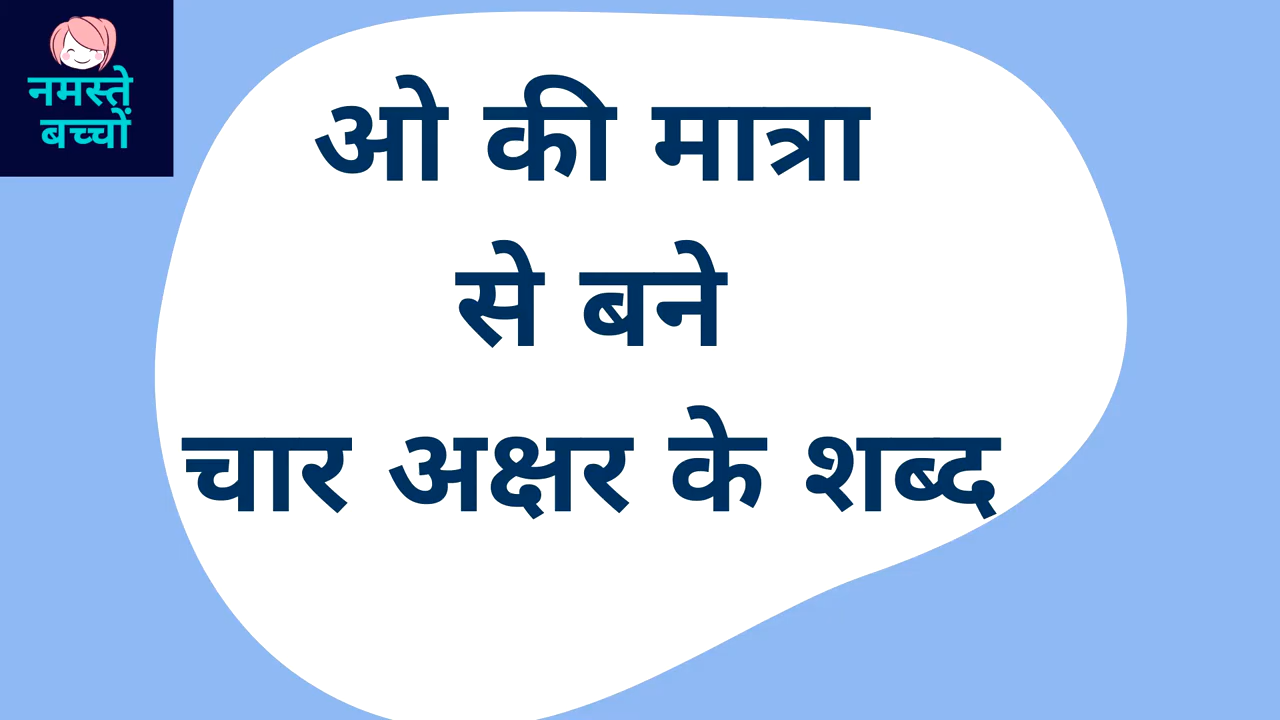 नमस्ते
बच्चों
ओ की मात्रा
से बने
चार अक्षर के शब्द